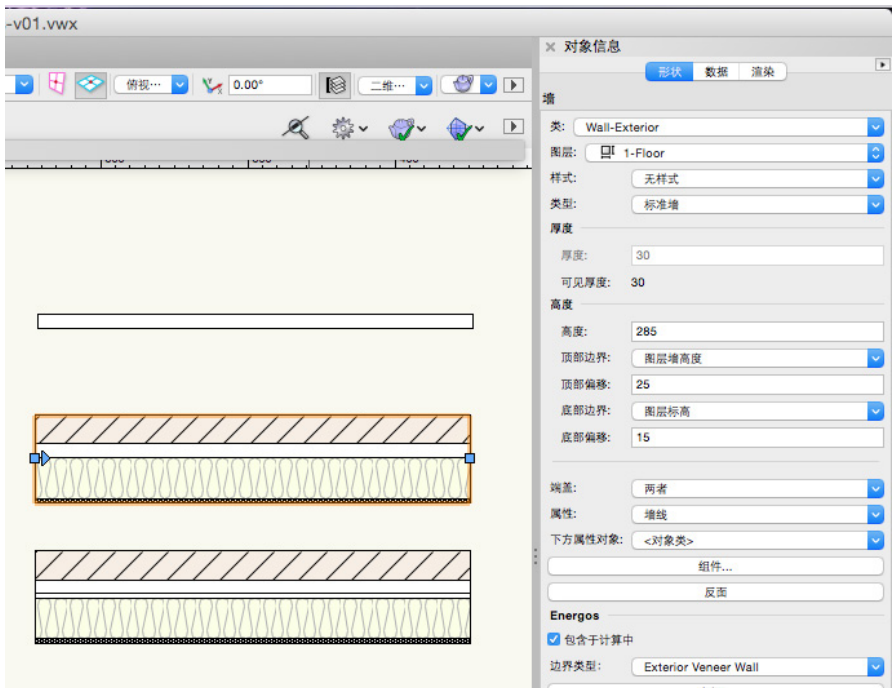 -v01.vwx
对象信息
形状 数据 渲染
俯视… 0.00° 二维…
墙
类: Wall-Exterior
图层: 1-Floor
样式: 无样式
类型: 标准墙
厚度
厚度: 30
可见厚度: 30
高度
高度: 285
顶部边界: 图层墙高度
顶部偏移: 25
底部边界: 图层标高
底部偏移: 15
端盖: 两者
属性: 墙线
下方属性对象: <对象类>
组件...
反面
Energos
包含于计算中
边界类型: Exterior Veneer Wall